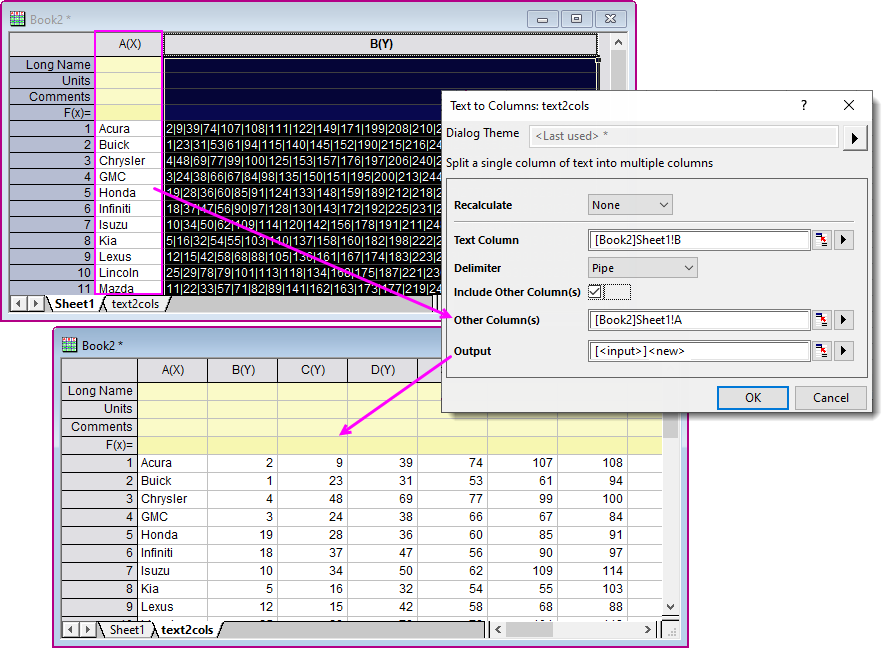 Book2 *
A(X) B(Y)
Long Name
Units
Comments
F(x)=
1 Acura 2|9|39|74|107|108|111|122|149|171|199|208|210|2
2 Buick 1|23|31|53|61|94|115|140|145|152|190|215|216|24
3 Chrysler 4|48|69|77|99|100|125|153|157|176|197|206|240|2
4 GMC 3|24|38|66|67|84|98|135|150|151|195|200|213|244
5 Honda 19|28|36|60|85|91|124|133|148|159|189|212|218|2
6 Infiniti 18|37|47|56|90|97|128|130|143|172|192|225|231|2
7 Isuzu 10|34|50|62|109|114|120|142|156|178|191|211|24
8 Kia 5|16|32|54|55|103|110|137|158|160|182|198|222|2
9 Lexus 12|15|42|58|68|88|105|136|161|167|174|183|223|
10 Lincoln 25|29|78|79|101|113|118|134|168|175|187|221|23
11 Mazda 11|22|33|57|71|82|89|141|162|163|173|177|219|24
Sheet1 text2cols
Text to Columns: text2cols ?
Dialog Theme <Last used> *
Split a single column of text into multiple columns
Recalculate None
Text Column [Book2]Sheet1!B
Delimiter Pipe
Include Other Column(s)
Other Column(s) [Book2]Sheet1!A
Output [<input>]<new>
OK Cancel
Book2 *
A(X) B(Y) C(Y) D(Y)
Long Name
Units
Comments
F(x)=
1 Acura 2 9 39 74 107 108
2 Buick 1 23 31 53 61 94
3 Chrysler 4 48 69 77 99 100
4 GMC 3 24 38 66 67 84
5 Honda 19 28 36 60 85 91
6 Infiniti 18 37 47 56 90 97
7 Isuzu 10 34 50 62 109 114
8 Kia 5 16 32 54 55 103
9 Lexus 12 15 42 58 68 88
Sheet1 text2cols